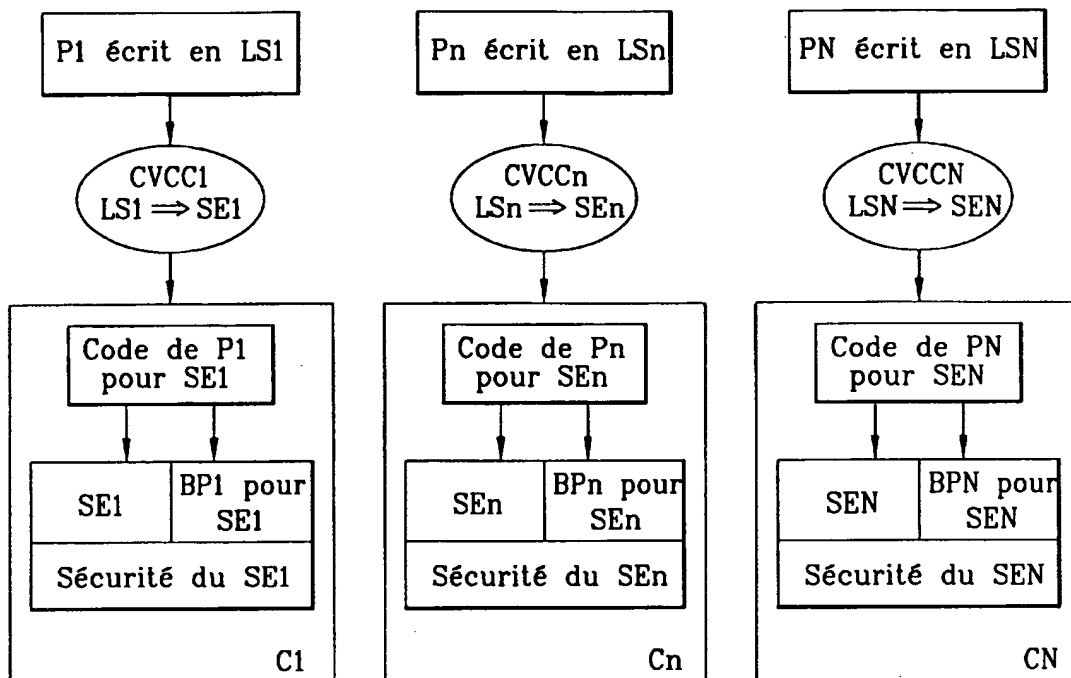 P1 écrit en LS1
Pn écrit en LSn
PN écrit en LSN
CVCC1
LS1 ⇒ SE1
CVCCn
LSn ⇒ SEn
CVCCN
LSN ⇒ SEN
Code de P1
pour SE1
Code de Pn
pour SEn
Code de PN
pour SEN
SE1
BP1 pour
SE1
SEn
BPn pour
SEn
SEN
BPN pour
SEN
Sécurité du SE1
Sécurité du SEn
Sécurité du SEN
C1
Cn
CN